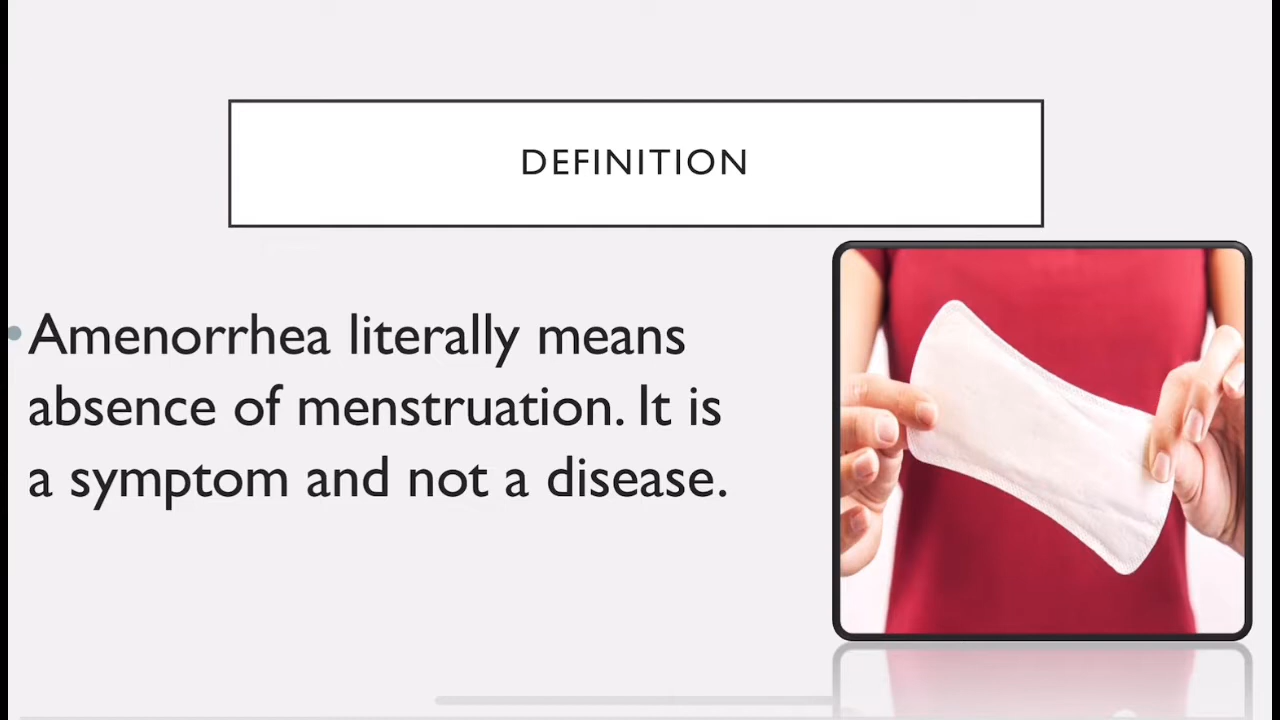 DEFINITION
•Amenorrhea literally means
absence of menstruation. It is
a symptom and not a disease.